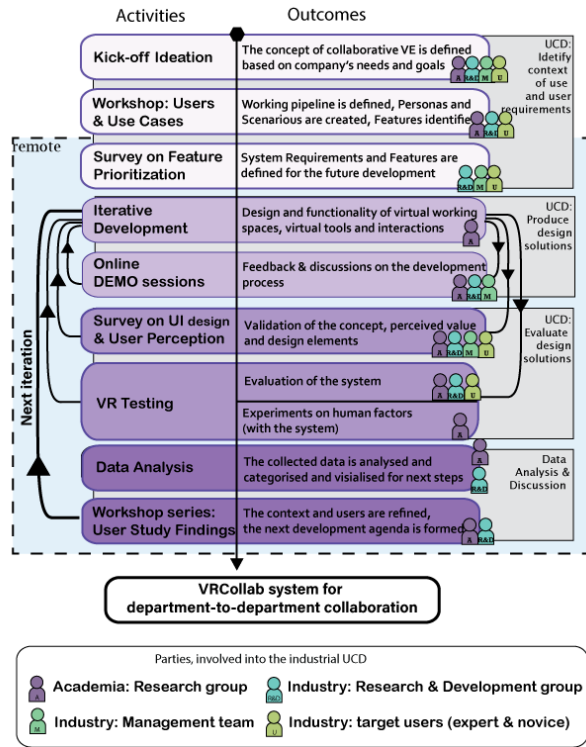 Activities
Outcomes
Kick-off Ideation
The concept of collaborative VE is defined
based on company's needs and goals
A R&D M U
UCD:
Idetify
context
of use
and user
requirements
Workshop: Users
& Use Cases
Working pipeline is defined, Personas and
Scenarious are created, Features identifie
A R&D U
remote
Survey on Feature
Prioritization
System Requirements and Features are
defined for the future development
R&D M U
Iterative
Development
Design and functionality of virtual working
spaces, virtual tools and interactions
A
UCD:
Produce
design
solutions
Online
DEMO sessions
Feedback & discussions on the development
process
A R&D M
Survey on UI design
& User Perception
Validation of the concept, perceived value
and design elements
A R&D M U
UCD:
Evaluate
design
solutions
VR Testing
Evaluation of the system
A R&D U
Experiments on human factors
(with the system)
A
Next iteration
Data Analysis
The collected data is analysed and
categorised and visialised for next steps
A
R&D
Data
Analysis &
Discussion
Workshop series:
User Study Findings
The context and users are refined,
the next development agenda is formed
A R&D
VRCollab system for
department-to-department collaboration
Parties, involved into the industrial UCD
A Academia: Research group
R&D Industry: Research & Development group
M Industry: Management team
U Industry: target users (expert & novice)